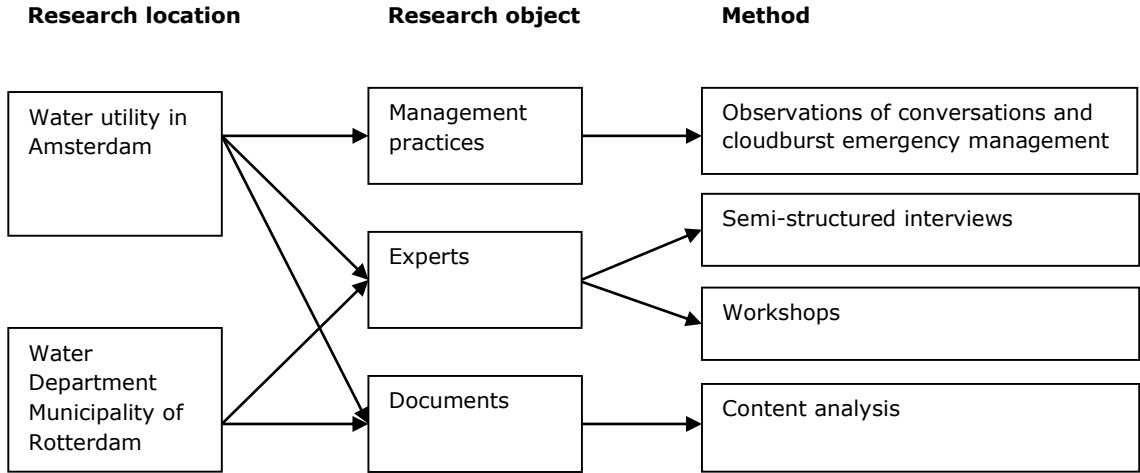 Research location
Research object
Method
Water utility in
Amsterdam
Management
practices
Observations of conversations and
cloudburst emergency management
Semi-structured interviews
Experts
Workshops
Water
Department
Municipality of
Rotterdam
Documents
Content analysis